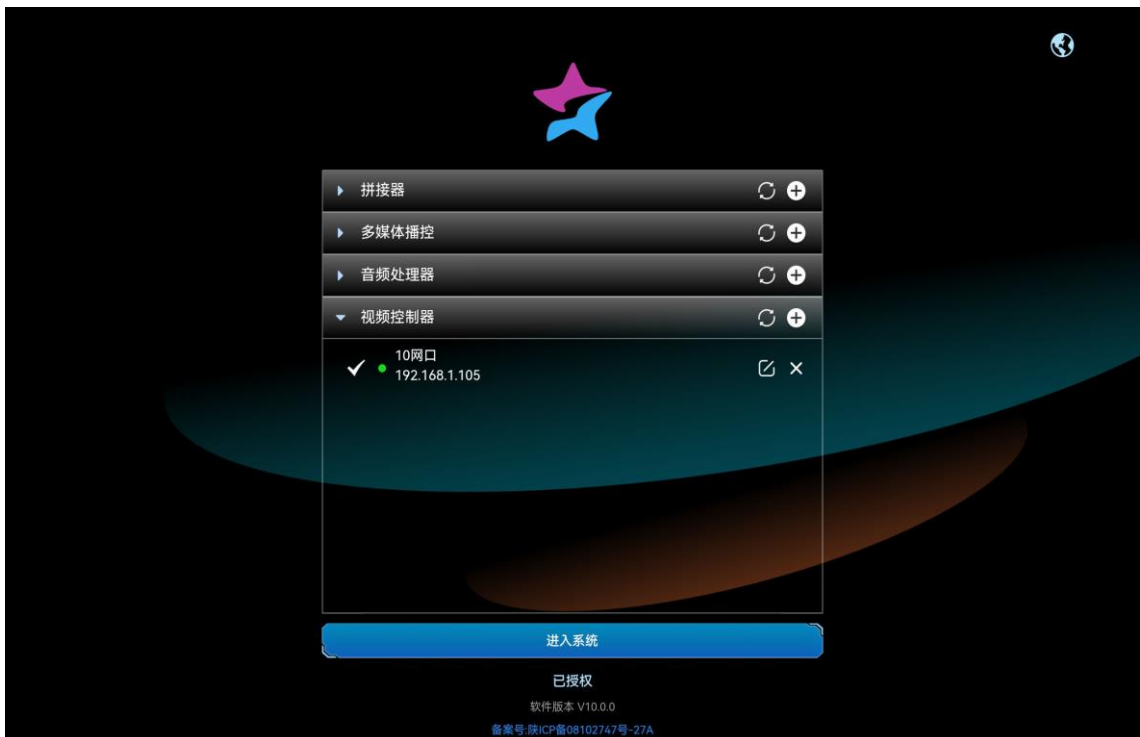 拼接器
多媒体播控
音频处理器
视频控制器
10网口
192.168.1.105
进入系统
已授权
软件版本 V10.0.0
备案号:陕ICP备08102747号-27A